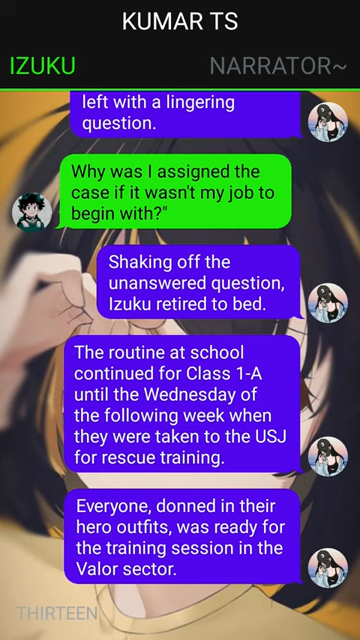 KUMAR TS
IZUKU
NARRATOR~
left with a lingering
question.
Why was I assigned the
case if it wasn't my job to
begin with?"
Shaking off the
unanswered question,
Izuku retired to bed.
The routine at school
continued for Class 1-A
until the Wednesday of
the following week when
they were taken to the USJ
for rescue training.
Everyone, donned in their
hero outfits, was ready for
the training session in the
Valor sector.
THIRTEEN